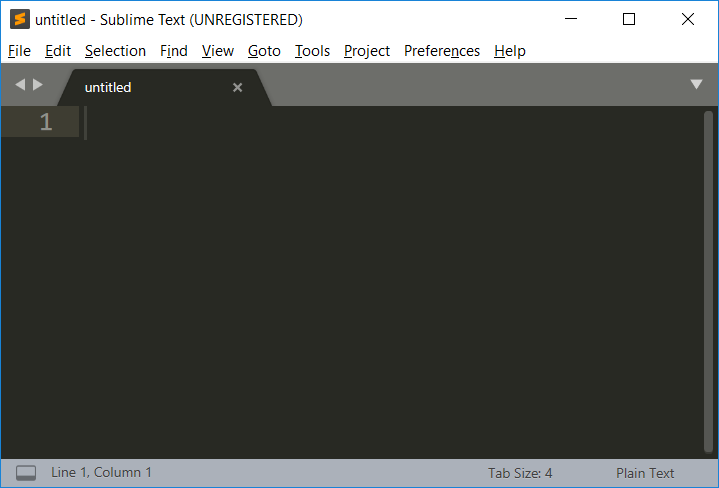 untitled - Sublime Text (UNREGISTERED)
File Edit Selection Find View Goto Tools Project Preferences Help
untitled
1
Line 1, Column 1 Tab Size: 4 Plain Text